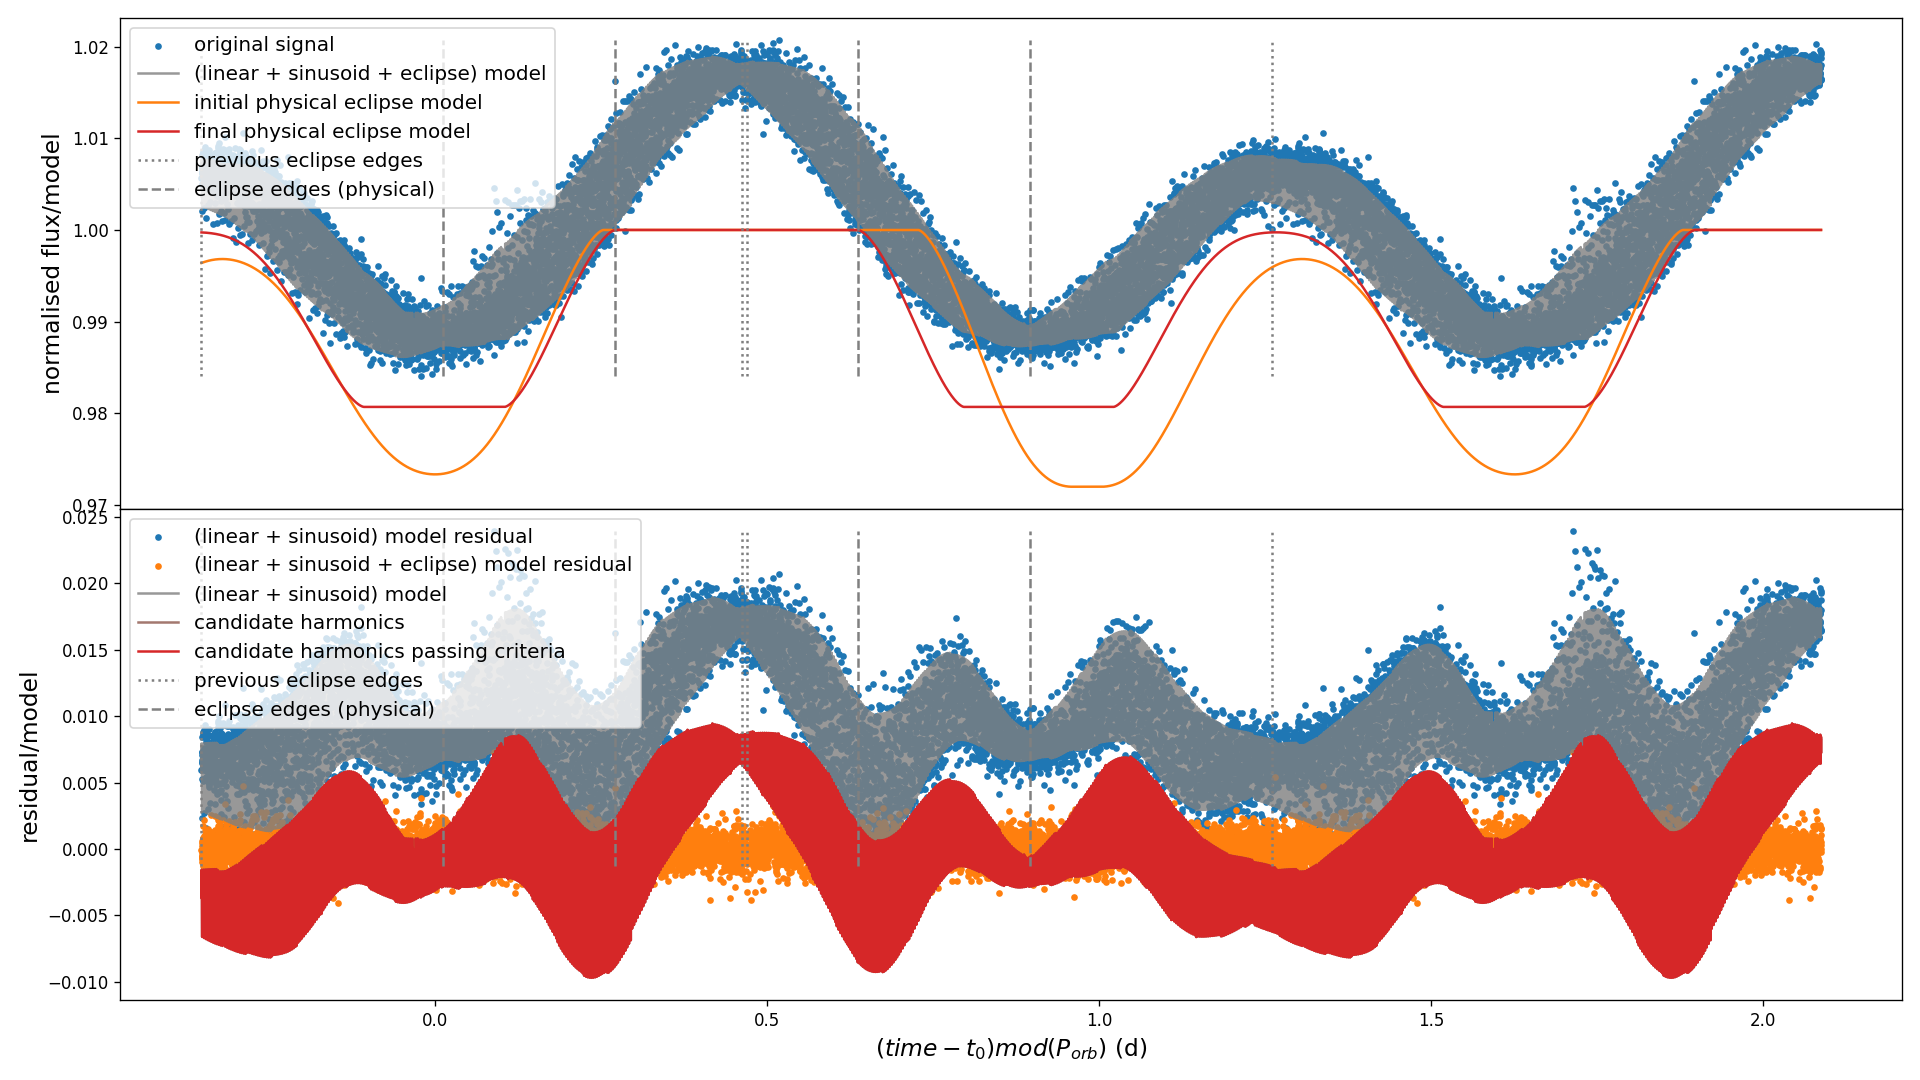 normalised flux/model
1.02
1.01
1.00
0.99
0.98
0.97
original signal
(linear + sinusoid + eclipse) model
initial physical eclipse model
final physical eclipse model
previous eclipse edges
eclipse edges (physical)
residual/model
0.025
0.020
0.015
0.010
0.005
0.000
−0.005
−0.010
(linear + sinusoid) model residual
(linear + sinusoid + eclipse) model residual
(linear + sinusoid) model
candidate harmonics
candidate harmonics passing criteria
previous eclipse edges
eclipse edges (physical)
0.0 0.5 1.0 1.5 2.0
(time − t₀)mod(P_orb) (d)